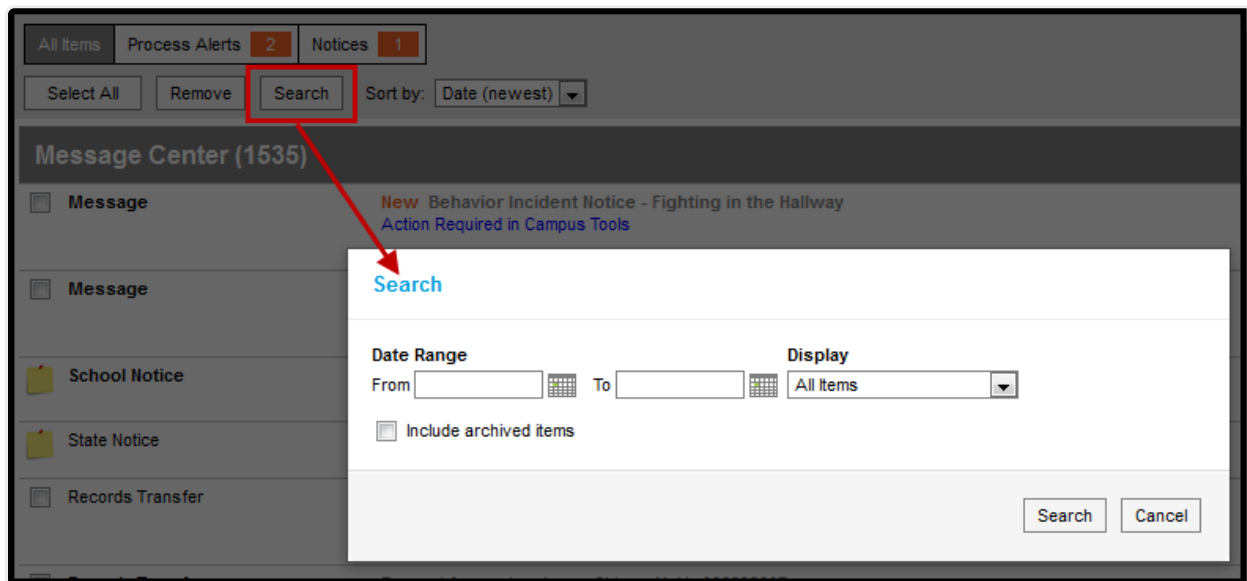 All Items Process Alerts 2 Notices 1
Select All Remove Search Sort by: Date (newest)
Message Center (1535)
Message New Behavior Incident Notice - Fighting in the Hallway
Action Required in Campus Tools
Search
Message
Date Range Display
From To All Items
School Notice
Include archived items
State Notice
Records Transfer
Search Cancel